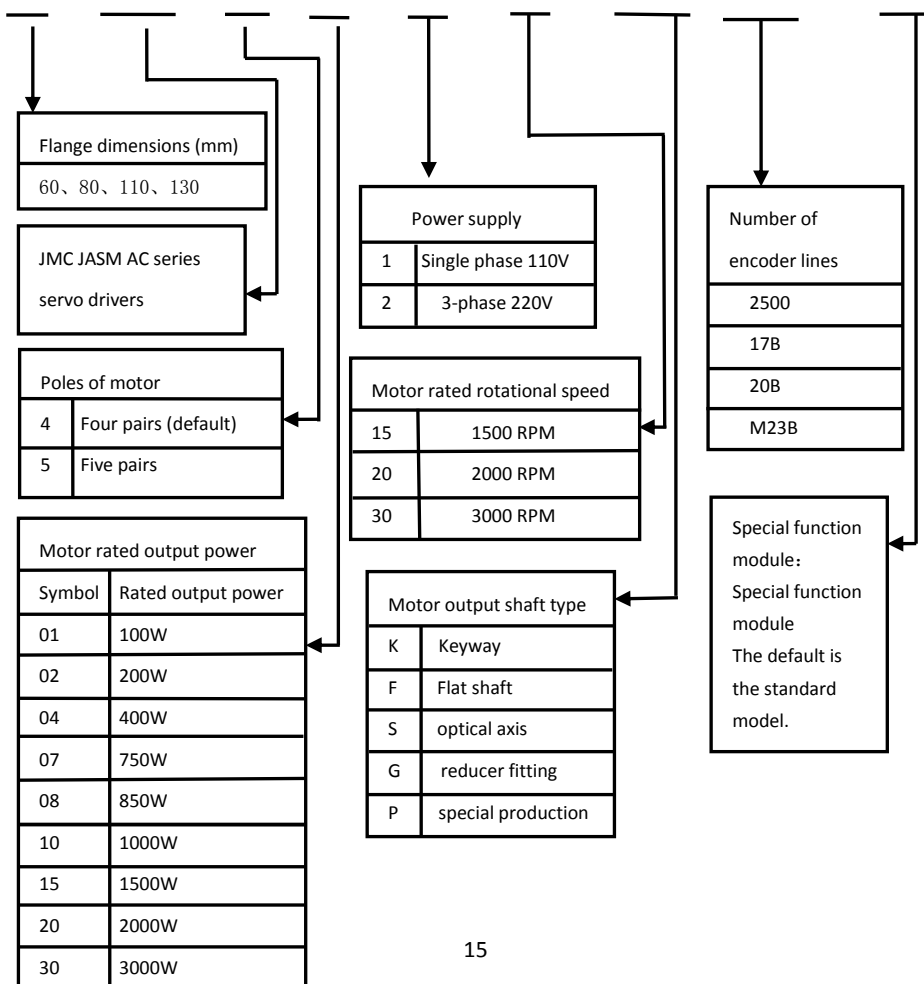 Flange dimensions (mm)
60、80、110、130
JMC JASM AC series
servo drivers
Poles of motor
4 Four pairs (default)
5 Five pairs
Motor rated output power
Symbol Rated output power
01 100W
02 200W
04 400W
07 750W
08 850W
10 1000W
15 1500W
20 2000W
30 3000W
Power supply
1 Single phase 110V
2 3-phase 220V
Motor rated rotational speed
15 1500 RPM
20 2000 RPM
30 3000 RPM
Motor output shaft type
K Keyway
F Flat shaft
S optical axis
G reducer fitting
P special production
Number of
encoder lines
2500
17B
20B
M23B
Special function
module：
Special function
module
The default is
the standard
model.
15